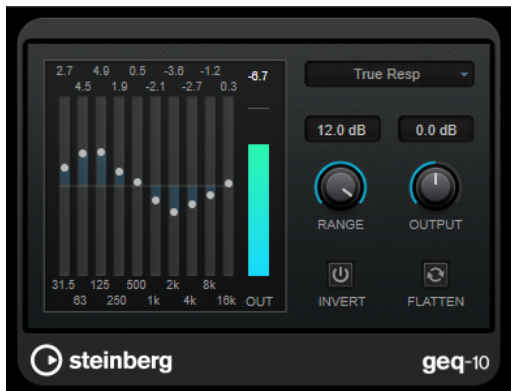 2.7 4.9 0.5 -3.6 -1.2
4.5 1.9 -2.1 -2.7 0.3
-8.7
True Resp
12.0 dB 0.0 dB
RANGE OUTPUT
31.5 125 500 2k 8k
63 250 1k 4k 16k OUT
INVERT FLATTEN
steinberg geq-10